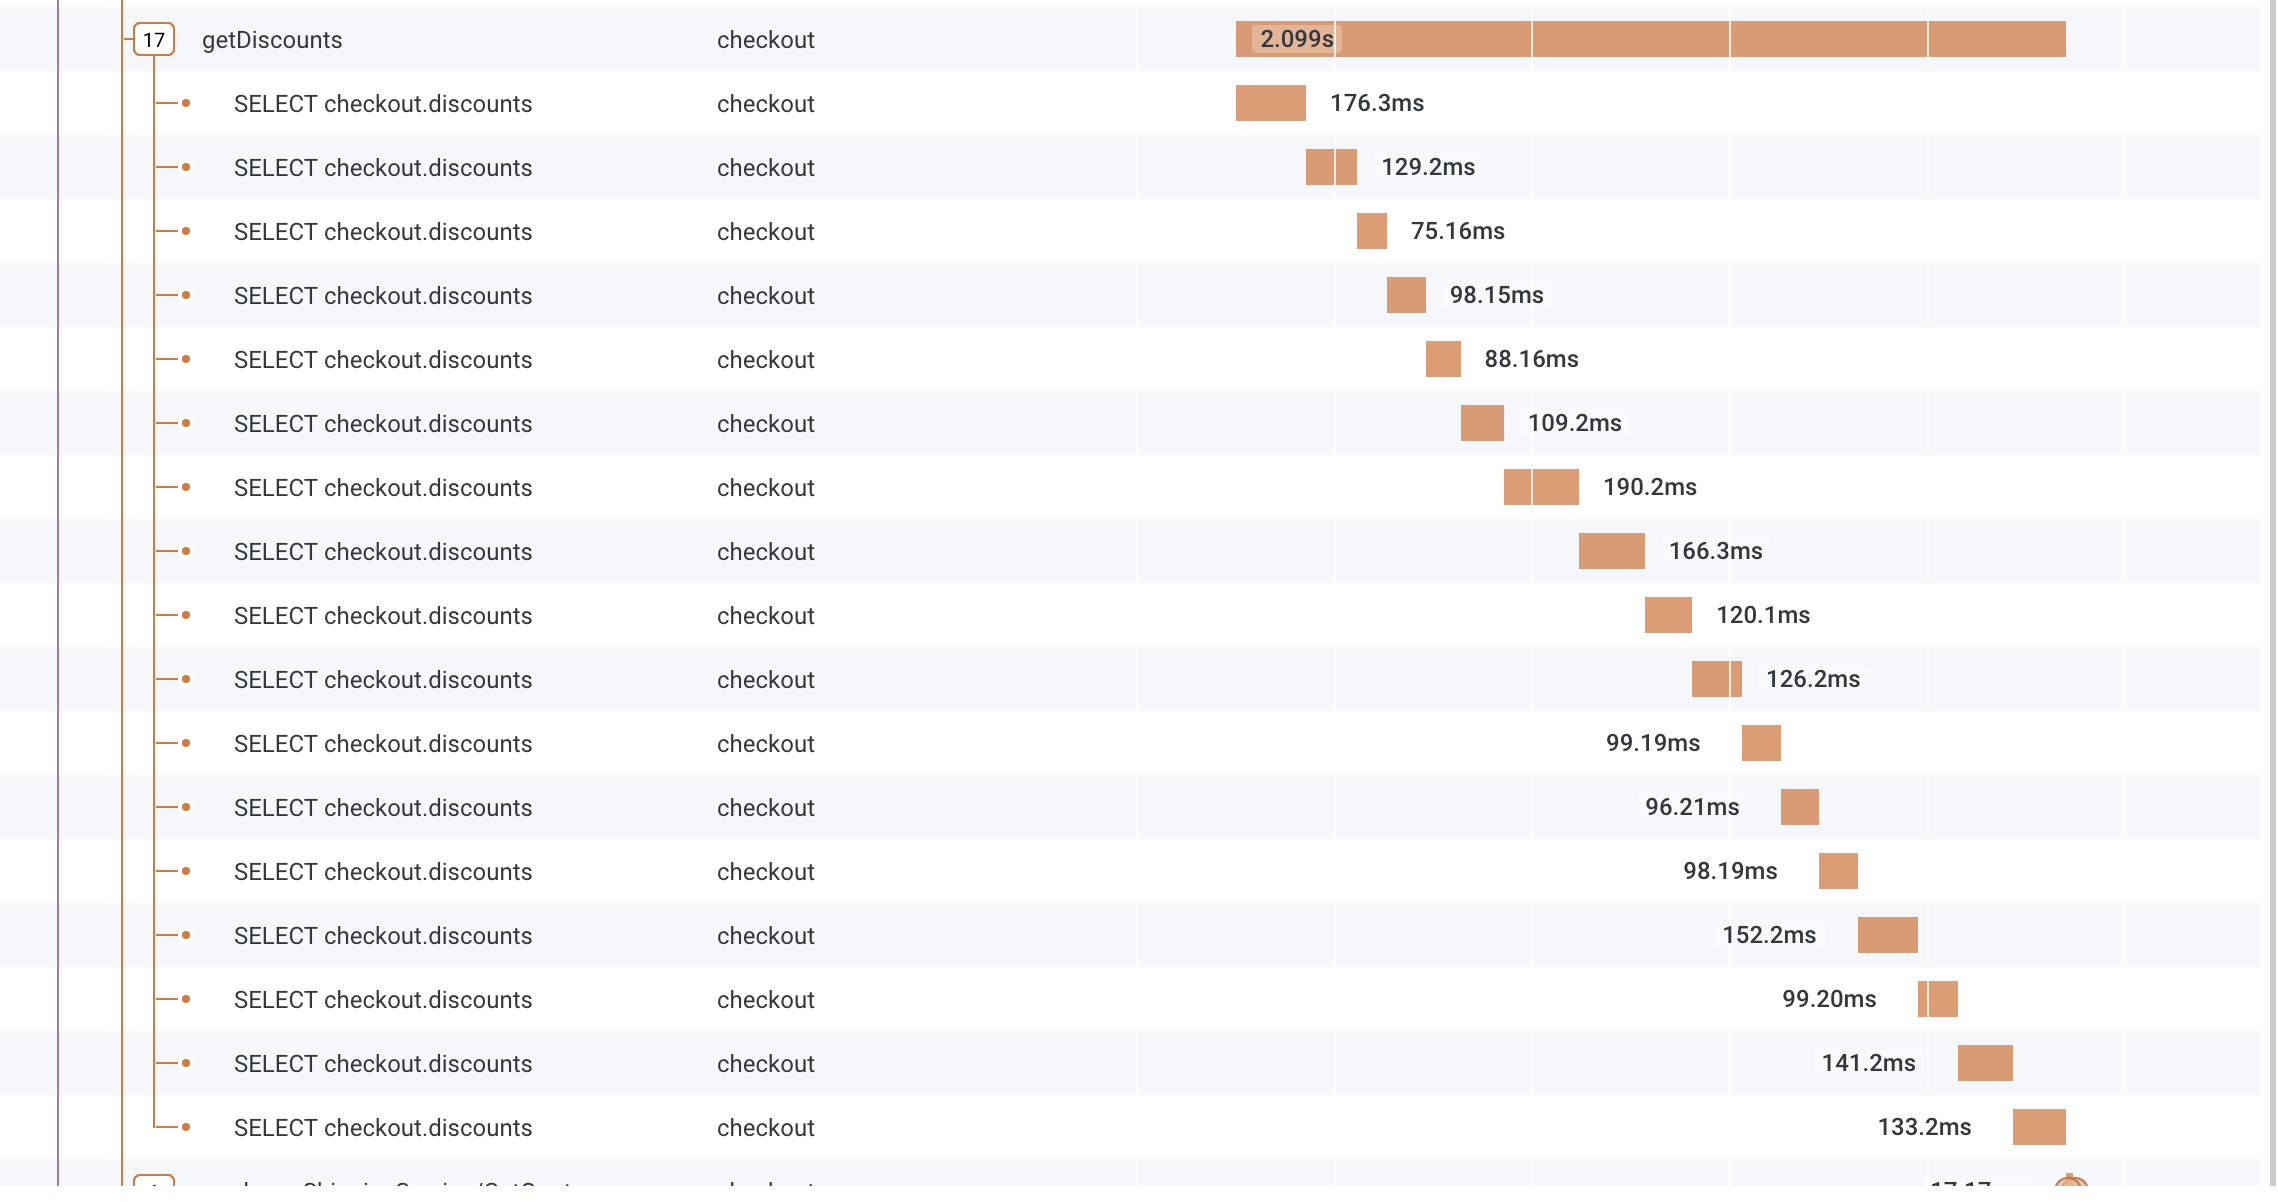 17 getDiscounts checkout 2.099s
SELECT checkout.discounts checkout 176.3ms
SELECT checkout.discounts checkout 129.2ms
SELECT checkout.discounts checkout 75.16ms
SELECT checkout.discounts checkout 98.15ms
SELECT checkout.discounts checkout 88.16ms
SELECT checkout.discounts checkout 109.2ms
SELECT checkout.discounts checkout 190.2ms
SELECT checkout.discounts checkout 166.3ms
SELECT checkout.discounts checkout 120.1ms
SELECT checkout.discounts checkout 126.2ms
SELECT checkout.discounts checkout 99.19ms
SELECT checkout.discounts checkout 96.21ms
SELECT checkout.discounts checkout 98.19ms
SELECT checkout.discounts checkout 152.2ms
SELECT checkout.discounts checkout 99.20ms
SELECT checkout.discounts checkout 141.2ms
SELECT checkout.discounts checkout 133.2ms